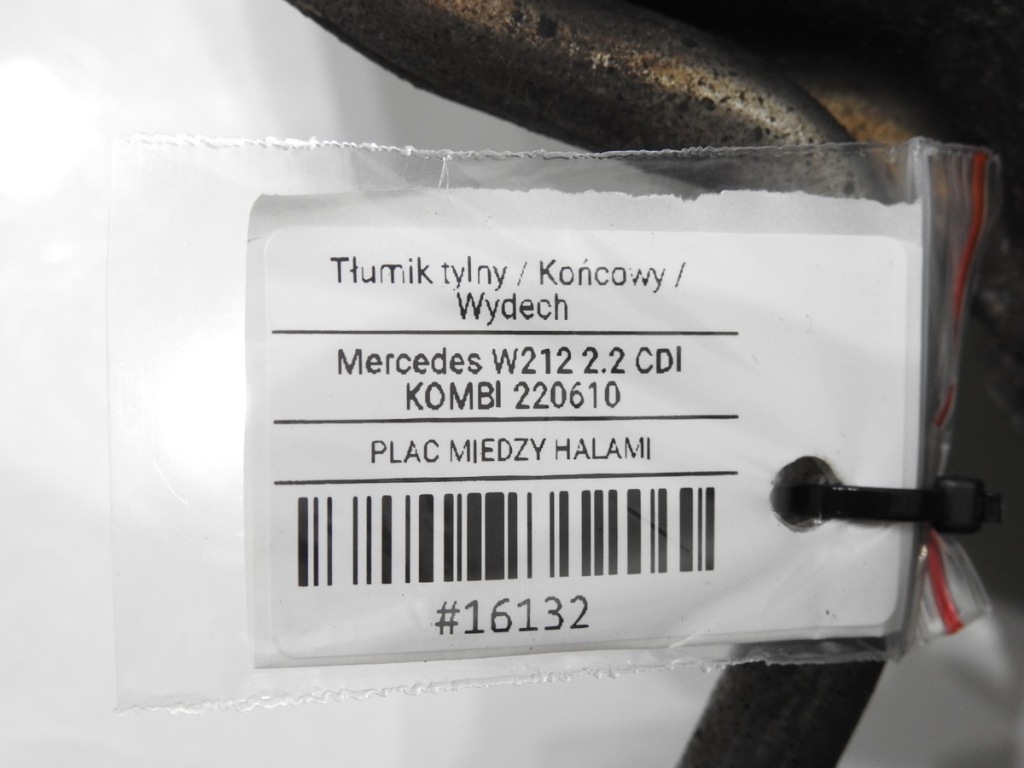 Tłumik tylny / Końcowy /
Wydech
Mercedes W212 2.2 CDI
KOMBI 220610
PLAC MIEDZY HALAMI
#16132